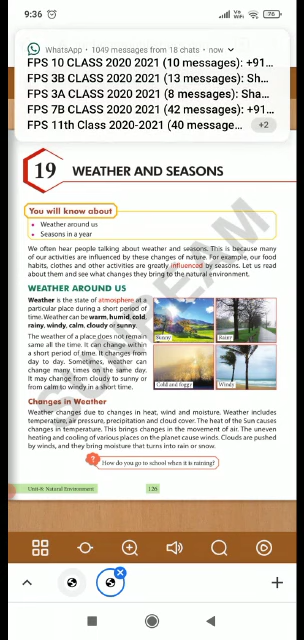 9:36
78
WhatsApp • 1049 messages from 18 chats • now
FPS 10 CLASS 2020 2021 (10 messages): +91...
FPS 3B CLASS 2020 2021 (13 messages): Sh...
FPS 3A CLASS 2020 2021 (8 messages): Sha...
FPS 7B CLASS 2020 2021 (42 messages): +91...
FPS 11th Class 2020-2021 (40 message...
+2
19 WEATHER AND SEASONS
You will know about
• Weather around us
• Seasons in a year
We often hear people talking about weather and seasons. This is because many
of our activities are influenced by these changes of nature. For example, our food
habits, clothes and other activities are greatly influenced by seasons. Let us read
about them and see what changes they bring to the natural environment.
WEATHER AROUND US
Weather is the state of atmosphere at a
particular place during a short period of
time. Weather can be warm, humid, cold,
rainy, windy, calm, cloudy or sunny.
The weather of a place does not remain
same all the time. It can change within
a short period of time. It changes from
day to day. Sometimes, weather can
change many times on the same day.
It may change from cloudy to sunny or
from calm to windy in a short time.
Sunny
Rainy
Cold and foggy
Windy
Changes in Weather
Weather changes due to changes in heat, wind and moisture. Weather includes
temperature, air pressure, precipitation and cloud cover. The heat of the Sun causes
changes in temperature. This brings changes in the movement of air. The uneven
heating and cooling of various places on the planet cause winds. Clouds are pushed
by winds, and they bring moisture that turns into rain or snow.
? How do you go to school when it is raining?
Unit-8: Natural Environment
126